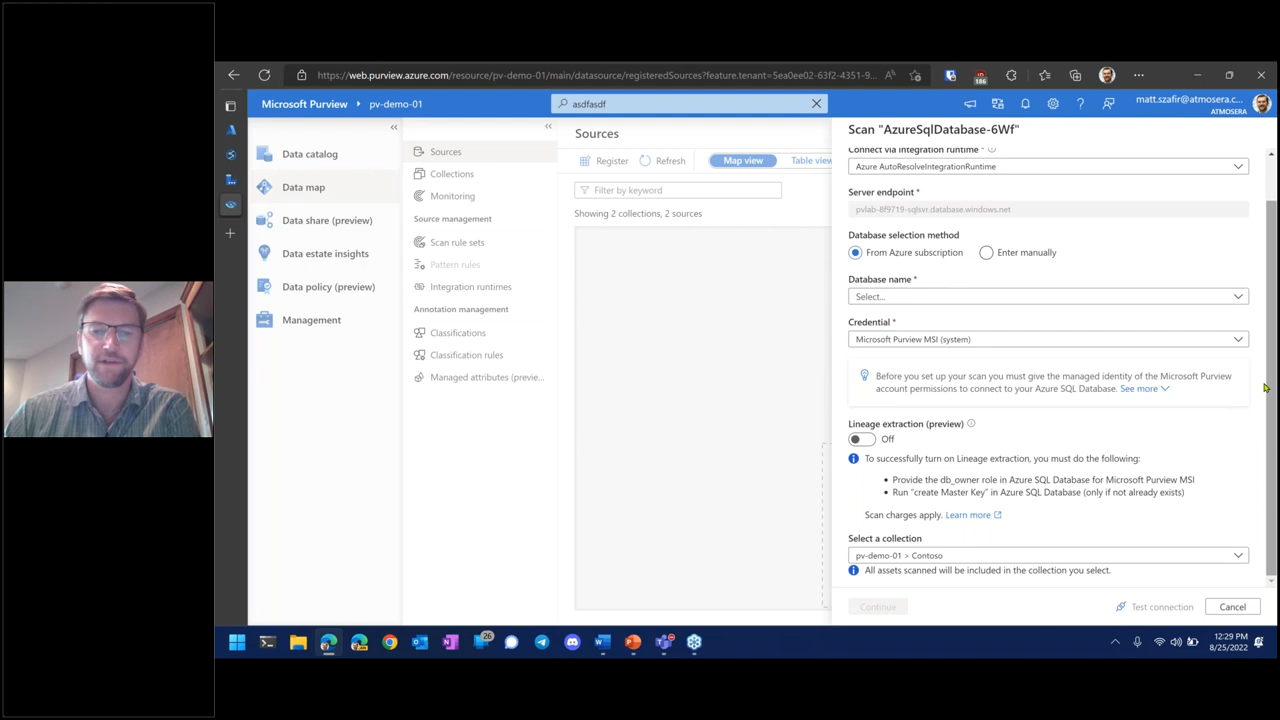 https://web.purview.azure.com/resource/pv-demo-01/main/datasource/registeredSources?feature.tenant=5ea0ee02-63f2-4351-9...
186
Microsoft Purview
pv-demo-01
asdfasdf
matt.szafir@atmosera.c...
ATMOSERA
Data catalog
Data map
Data share (preview)
Data estate insights
Data policy (preview)
Management
Sources
Collections
Monitoring
Source management
Scan rule sets
Pattern rules
Integration runtimes
Annotation management
Classifications
Classification rules
Managed attributes (previe...
Sources
Register
Refresh
Map view
Table view
Filter by keyword
Showing 2 collections, 2 sources
Scan "AzureSqlDatabase-6Wf"
Connect via integration runtime *
Azure AutoResolveIntegrationRuntime
Server endpoint *
pvlab-8f9719-sqlsvr.database.windows.net
Database selection method
From Azure subscription
Enter manually
Database name *
Select...
Credential *
Microsoft Purview MSI (system)
Before you set up your scan you must give the managed identity of the Microsoft Purview
account permissions to connect to your Azure SQL Database. See more
Lineage extraction (preview)
Off
To successfully turn on Lineage extraction, you must do the following:
• Provide the db_owner role in Azure SQL Database for Microsoft Purview MSI
• Run "create Master Key" in Azure SQL Database (only if not already exists)
Scan charges apply. Learn more
Select a collection
pv-demo-01 > Contoso
All assets scanned will be included in the collection you select.
Continue
Test connection
Cancel
26
12:29 PM
8/25/2022